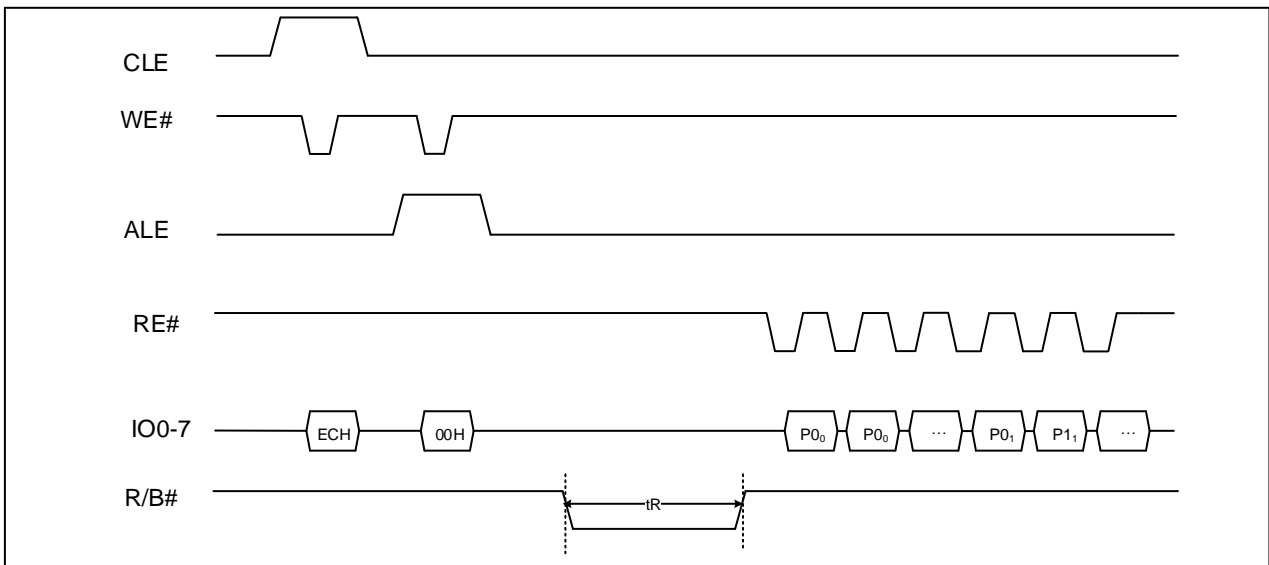 CLE
WE#
ALE
RE#
IO0-7 ECH 00H P0₀ P0₀ ... P0₁ P1₁ ...
R/B# tR